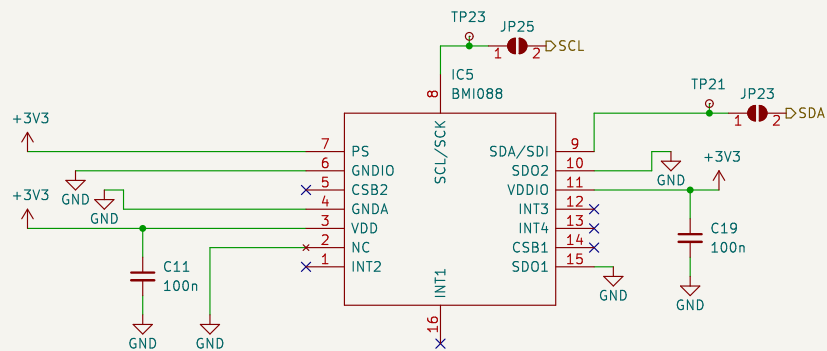 TP23
JP25
1 2
SCL
IC5
BMI088
8
TP21
JP23
1 2
SDA
+3V3
7 PS
SCL/SCK
SDA/SDI 9
6 GNDIO
SDO2 10
GND
+3V3
GND
5 CSB2
VDDIO 11
GND
+3V3
4 GNDA
INT3 12
3 VDD
INT4 13
C19
100n
2 NC
CSB1 14
C11
100n
1 INT2
SDO1 15
INT1
16
GND
GND
GND
GND